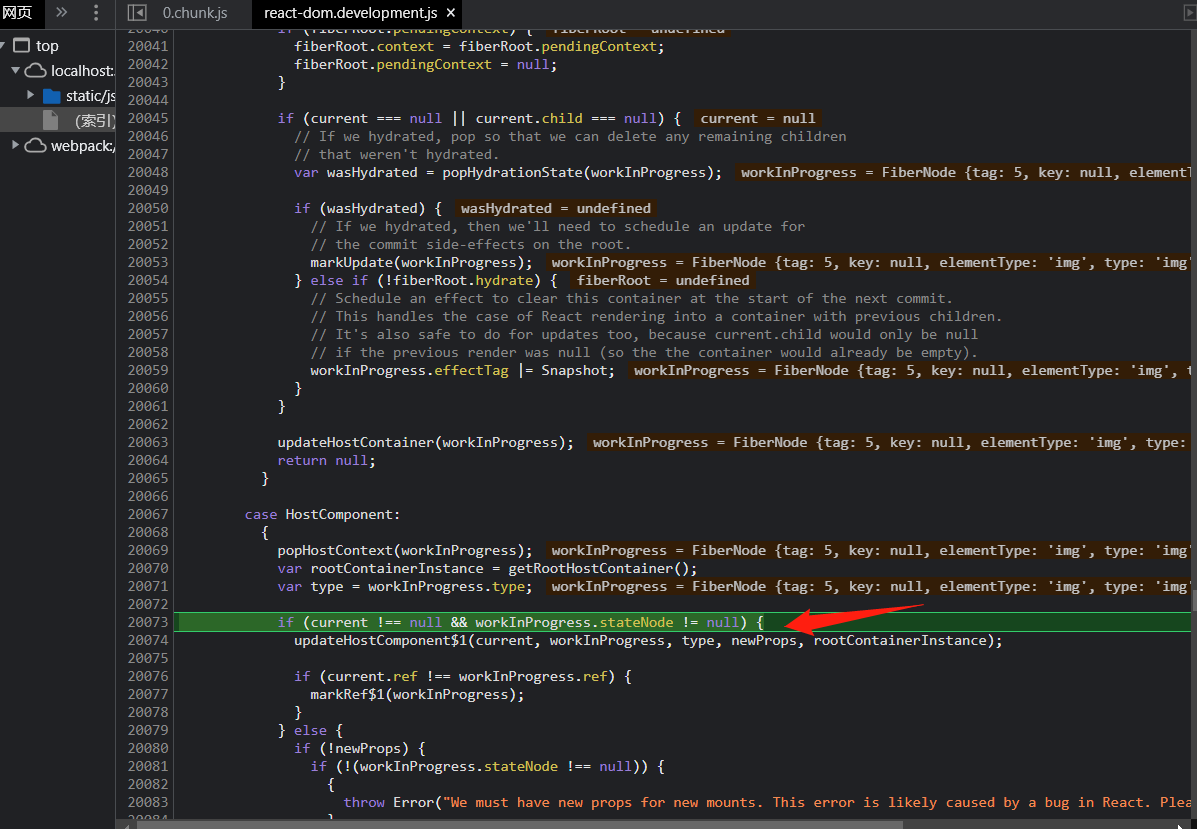 网页 » 0.chunk.js react-dom.development.js ×
top
localhost:
static/js
(索引)
webpack:/
20040 if (fiberRoot.pendingContext) { fiberRoot = undefined
20041 fiberRoot.context = fiberRoot.pendingContext;
20042 fiberRoot.pendingContext = null;
20043 }
20044
20045 if (current === null || current.child === null) { current = null
20046 // If we hydrated, pop so that we can delete any remaining children
20047 // that weren't hydrated.
20048 var wasHydrated = popHydrationState(workInProgress); workInProgress = FiberNode {tag: 5, key: null, elementT
20049
20050 if (wasHydrated) { wasHydrated = undefined
20051 // If we hydrated, then we'll need to schedule an update for
20052 // the commit side-effects on the root.
20053 markUpdate(workInProgress); workInProgress = FiberNode {tag: 5, key: null, elementType: 'img', type: 'img'
20054 } else if (!fiberRoot.hydrate) { fiberRoot = undefined
20055 // Schedule an effect to clear this container at the start of the next commit.
20056 // This handles the case of React rendering into a container with previous children.
20057 // It's also safe to do for updates too, because current.child would only be null
20058 // if the previous render was null (so the the container would already be empty).
20059 workInProgress.effectTag |= Snapshot; workInProgress = FiberNode {tag: 5, key: null, elementType: 'img', t
20060 }
20061 }
20062
20063 updateHostContainer(workInProgress); workInProgress = FiberNode {tag: 5, key: null, elementType: 'img', type:
20064 return null;
20065 }
20066
20067 case HostComponent:
20068 {
20069 popHostContext(workInProgress); workInProgress = FiberNode {tag: 5, key: null, elementType: 'img', type: 'img'
20070 var rootContainerInstance = getRootHostContainer();
20071 var type = workInProgress.type; workInProgress = FiberNode {tag: 5, key: null, elementType: 'img', type: 'img'
20072
20073 if (current !== null && workInProgress.stateNode != null) {
20074 updateHostComponent$1(current, workInProgress, type, newProps, rootContainerInstance);
20075
20076 if (current.ref !== workInProgress.ref) {
20077 markRef$1(workInProgress);
20078 }
20079 } else {
20080 if (!newProps) {
20081 if (!(workInProgress.stateNode !== null)) {
20082 {
20083 throw Error("We must have new props for new mounts. This error is likely caused by a bug in React. Plea
20084 }